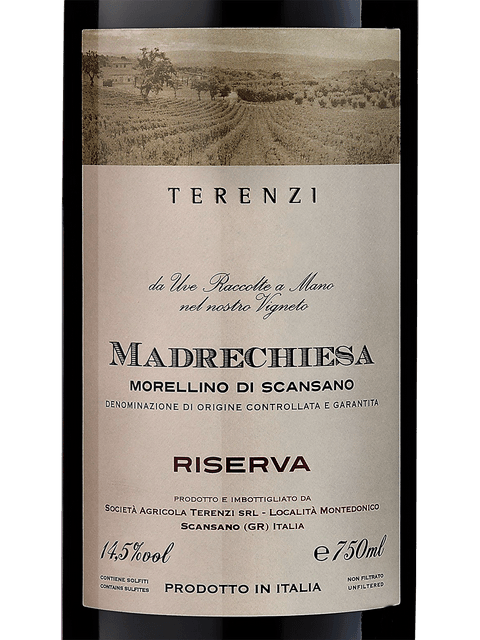 TERENZI
da Uve Raccolte a Mano
nel nostro Vigneto
MADRECHIESA
MORELLINO DI SCANSANO
DENOMINAZIONE DI ORIGINE CONTROLLATA E GARANTITA
RISERVA
PRODOTTO E IMBOTTIGLIATO DA
SOCIETÀ AGRICOLA TERENZI SRL - LOCALITÀ MONTEDONICO
SCANSANO (GR) ITALIA
14,5%vol e 750ml
CONTIENE SOLFITI
CONTAINS SULFITES
PRODOTTO IN ITALIA
NON FILTRATO
UNFILTERED